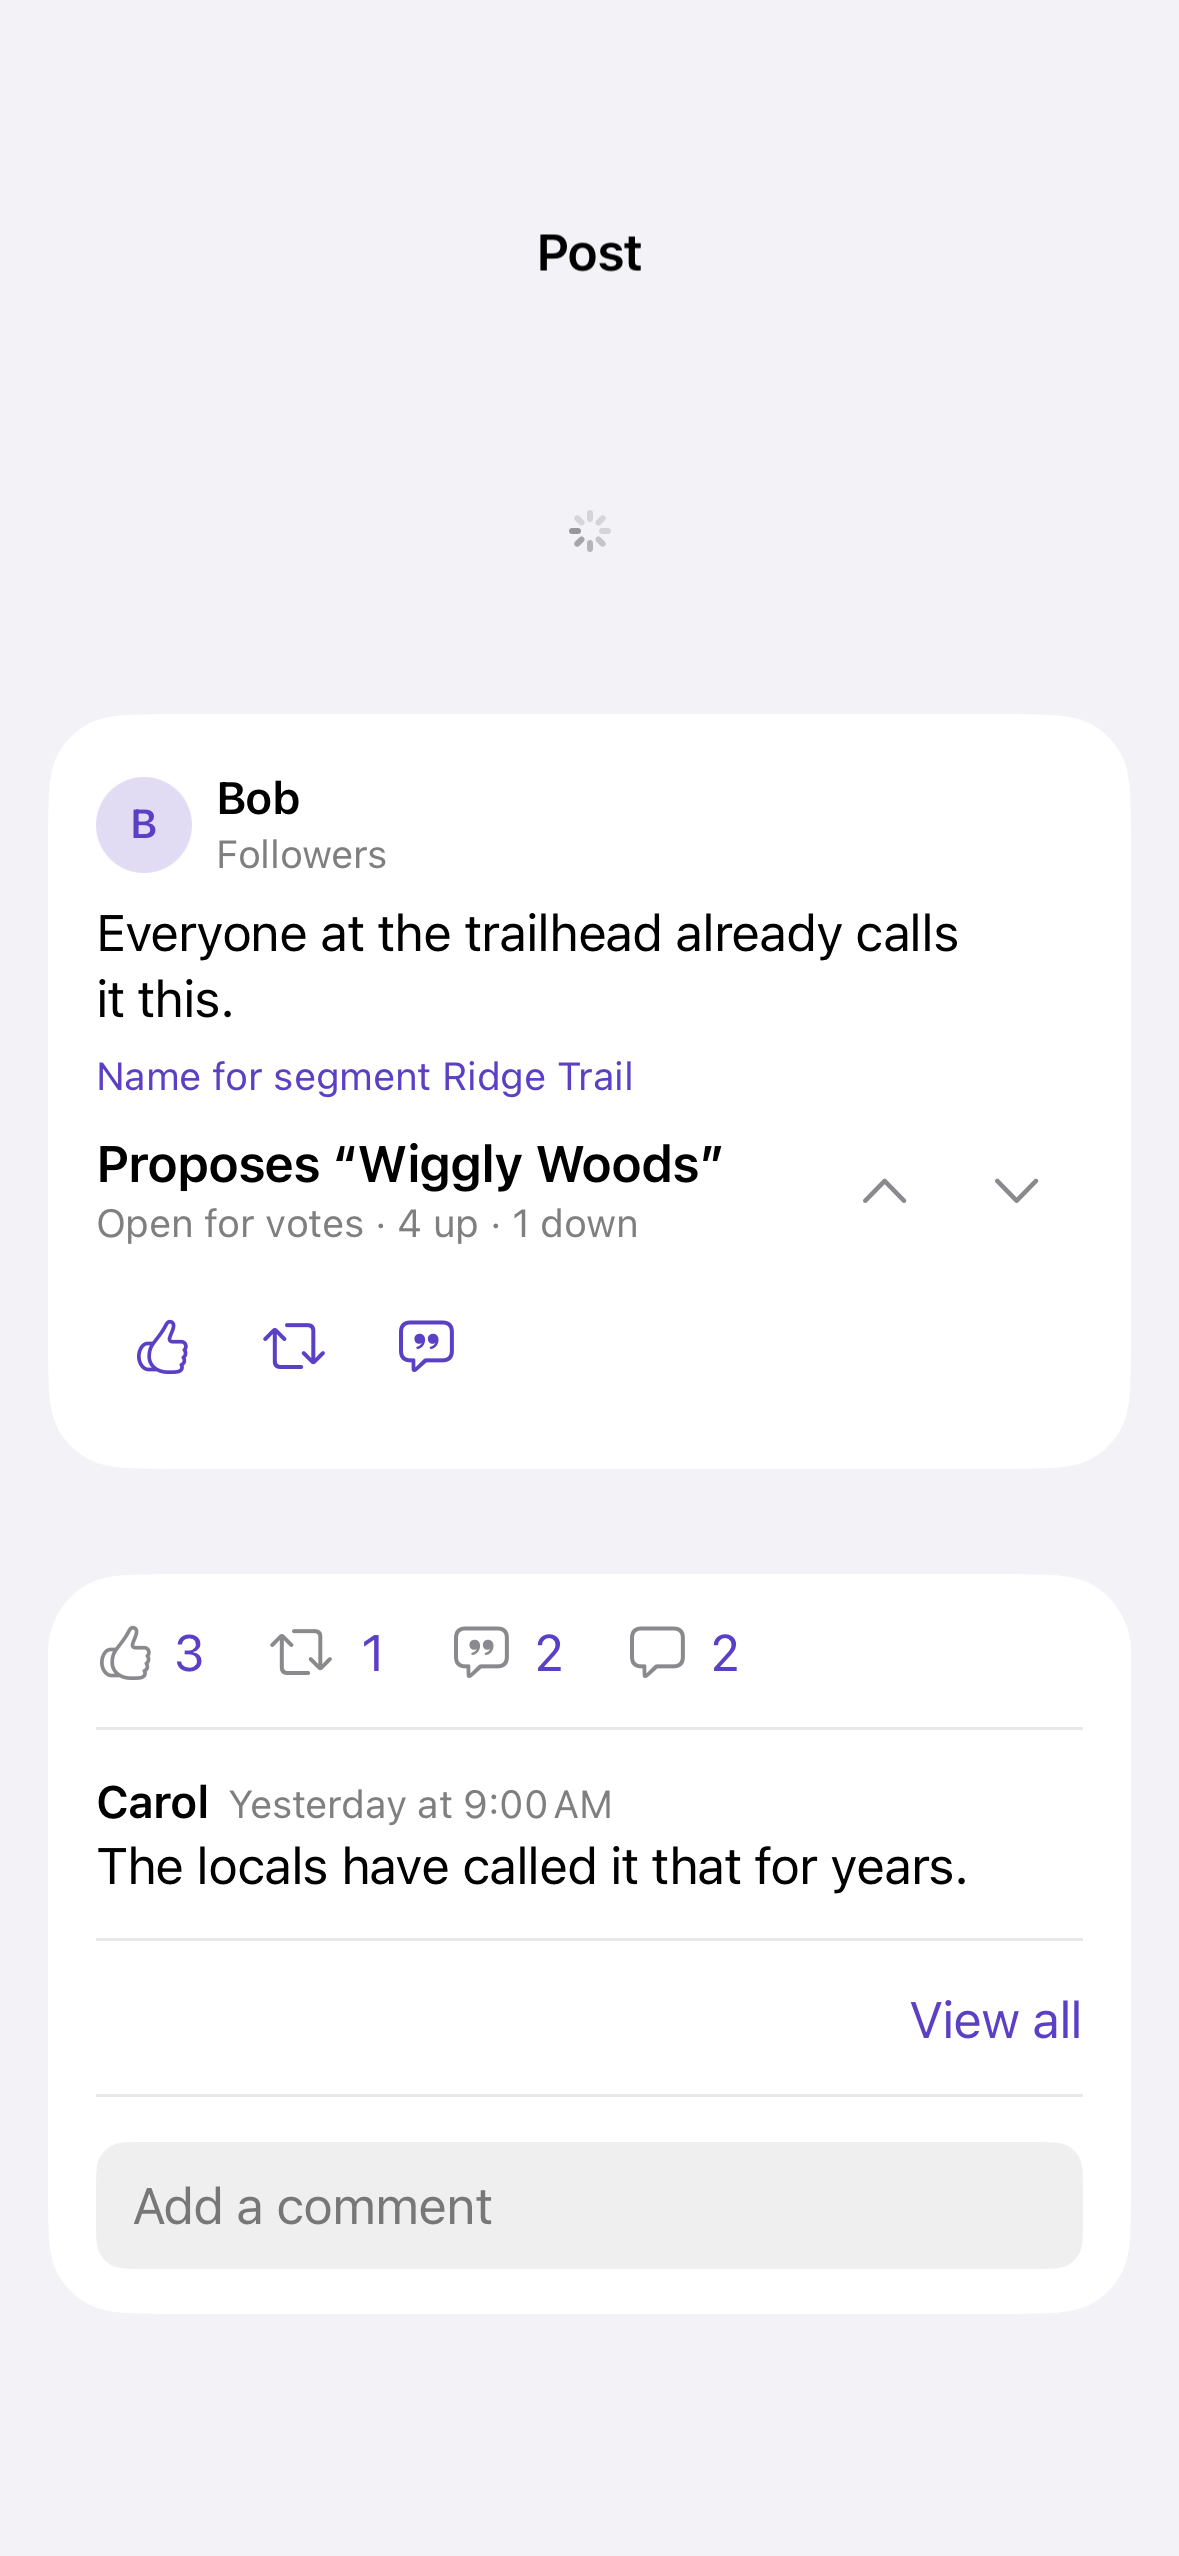 Post
B
Bob
Followers
Everyone at the trailhead already calls
it this.
Name for segment Ridge Trail
Proposes “Wiggly Woods”
Open for votes · 4 up · 1 down
3 1 2 2
Carol Yesterday at 9:00 AM
The locals have called it that for years.
View all
Add a comment